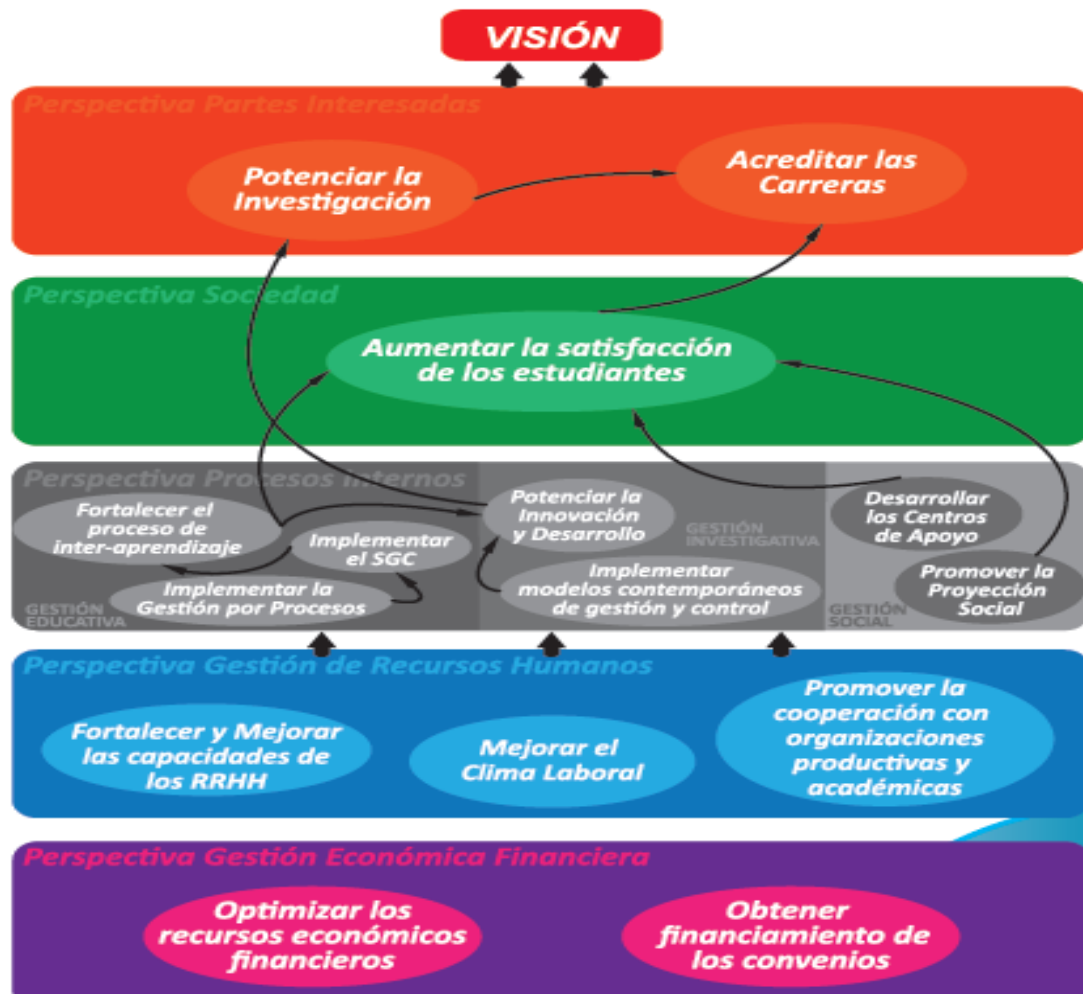 VISIÓN
Perspectiva Partes Interesadas
Potenciar la
Investigación
Acreditar las
Carreras
Perspectiva Sociedad
Aumentar la satisfacción
de los estudiantes
Perspectiva Procesos Internos
Fortalecer el
proceso de
inter-aprendizaje
Implementar
el SGC
Implementar la
Gestión por Procesos
GESTIÓN
EDUCATIVA
Potenciar la
Innovación
y Desarrollo
GESTIÓN
INVESTIGATIVA
Implementar
modelos contemporáneos
de gestión y control
Desarrollar
los Centros
de Apoyo
Promover la
Proyección
Social
GESTIÓN
SOCIAL
Perspectiva Gestión de Recursos Humanos
Fortalecer y Mejorar
las capacidades de
los RRHH
Mejorar el
Clima Laboral
Promover la
cooperación con
organizaciones
productivas y
académicas
Perspectiva Gestión Económica Financiera
Optimizar los
recursos económicos
financieros
Obtener
financiamiento de
los convenios